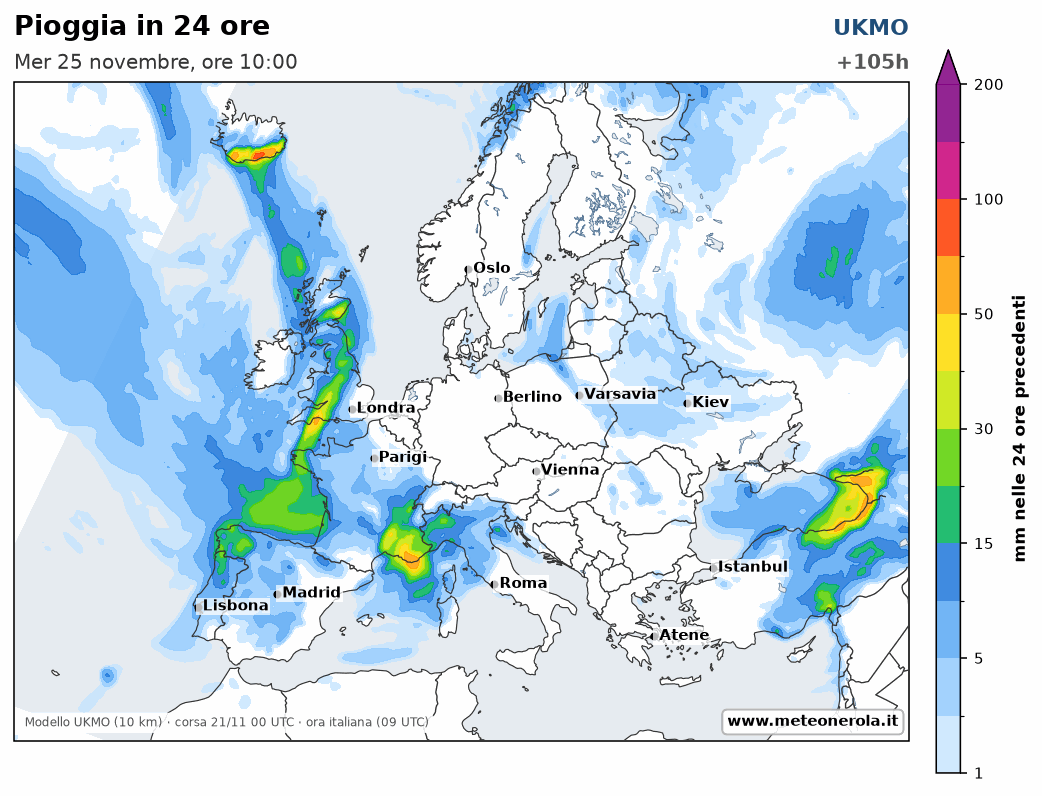 Pioggia in 24 ore
UKMO
Mer 25 novembre, ore 10:00
+105h
200
100
50
30
15
5
1
mm nelle 24 ore precedenti
Oslo
Londra
Berlino
Varsavia
Kiev
Parigi
Vienna
Istanbul
Roma
Madrid
Lisbona
Atene
Modello UKMO (10 km) · corsa 21/11 00 UTC · ora italiana (09 UTC)
www.meteonerola.it